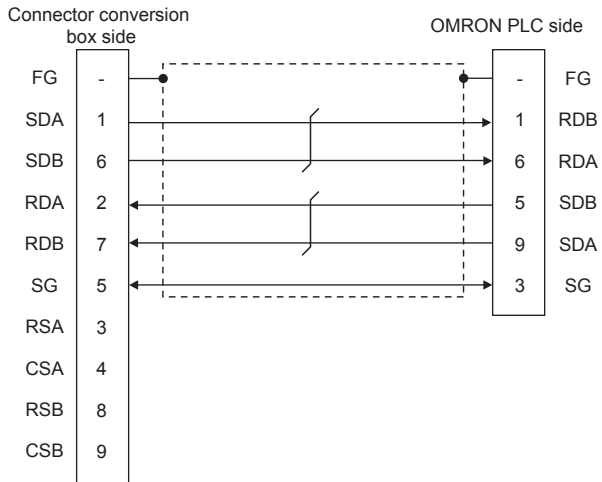 Connector conversion
box side
OMRON PLC side
FG - - FG
SDA 1 1 RDB
SDB 6 6 RDA
RDA 2 5 SDB
RDB 7 9 SDA
SG 5 3 SG
RSA 3
CSA 4
RSB 8
CSB 9